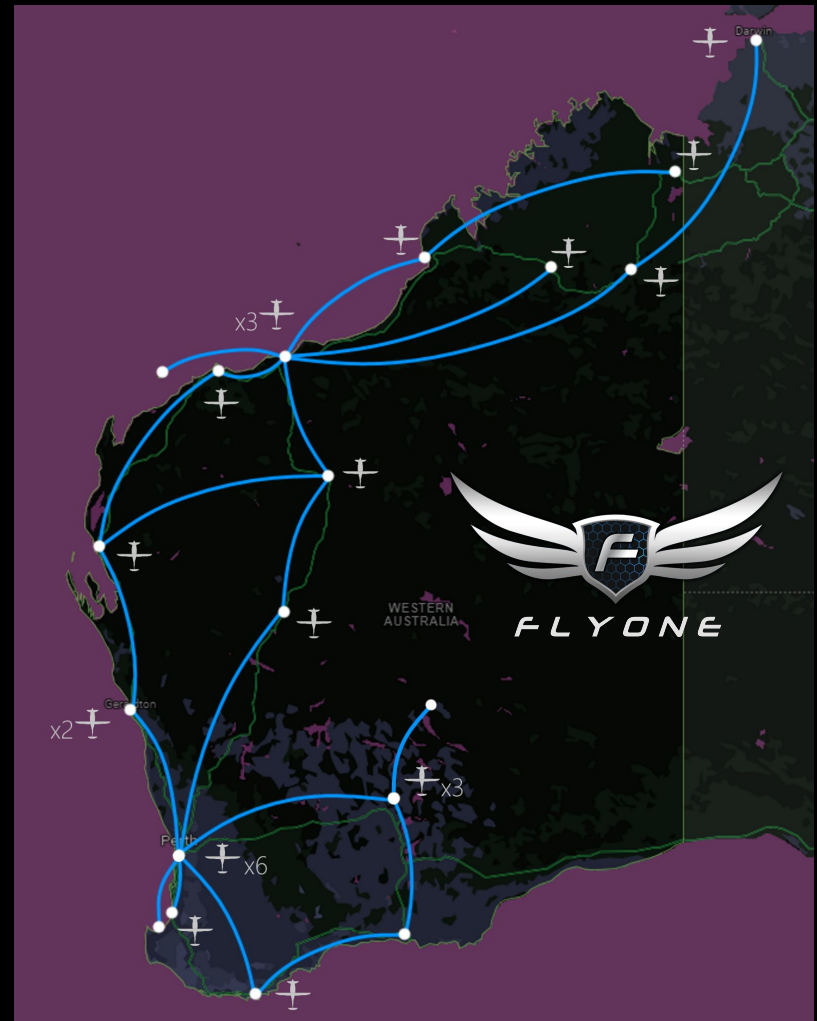 Darwin
x3
WESTERN
AUSTRALIA
F
FLYONE
Geraldton
x2
x3
Perth
x6